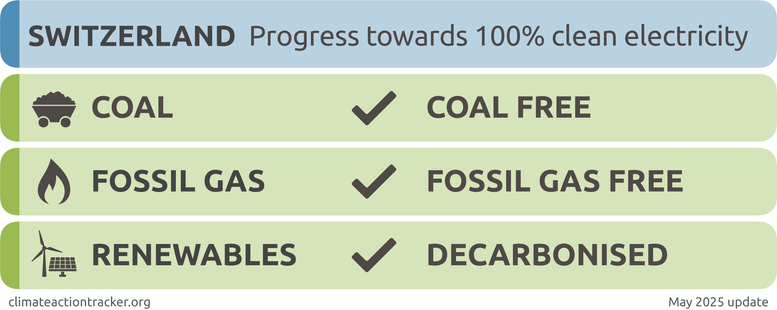 SWITZERLAND Progress towards 100% clean electricity
COAL COAL FREE
FOSSIL GAS FOSSIL GAS FREE
RENEWABLES DECARBONISED
climateactiontracker.org May 2025 update